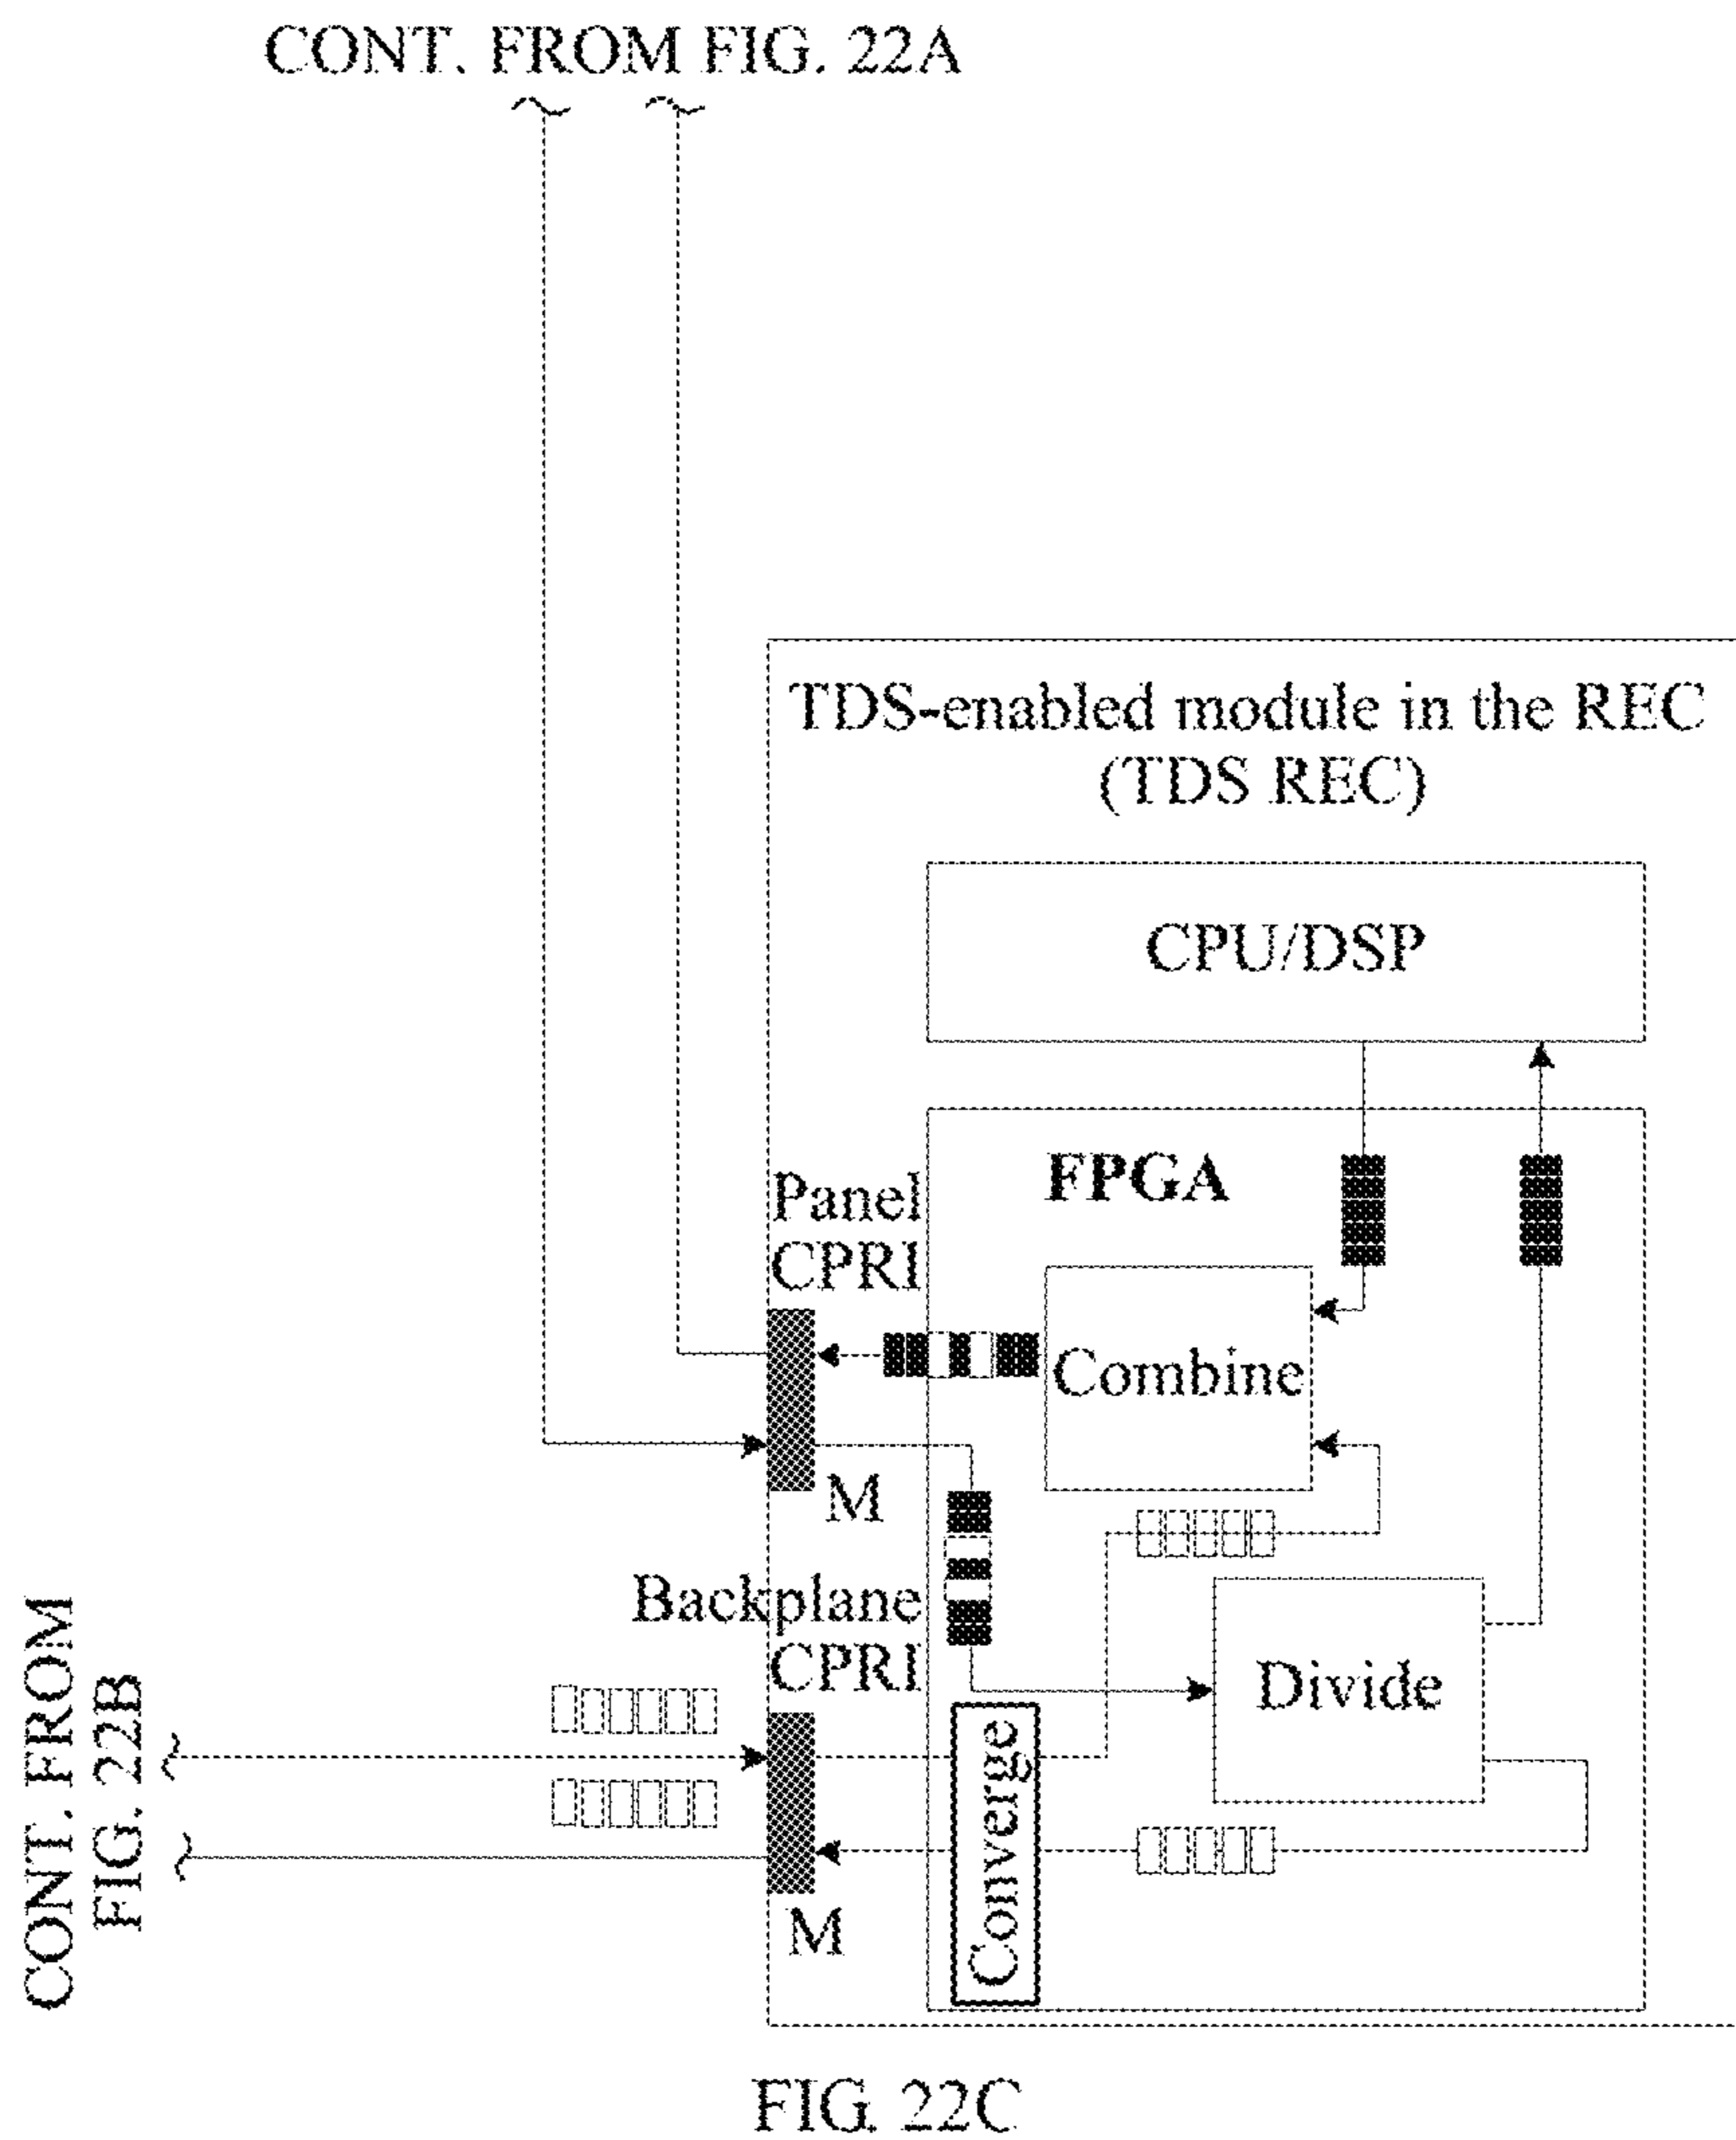 CONT. FROM FIG. 22A
TDS-enabled module in the REC
(TDS REC)
CPU/DSP
FPGA
Panel
CPRI
Combine
M
Backplane
CPRI
Divide
Converge
M
CONT. FROM
FIG. 22B
FIG. 22C